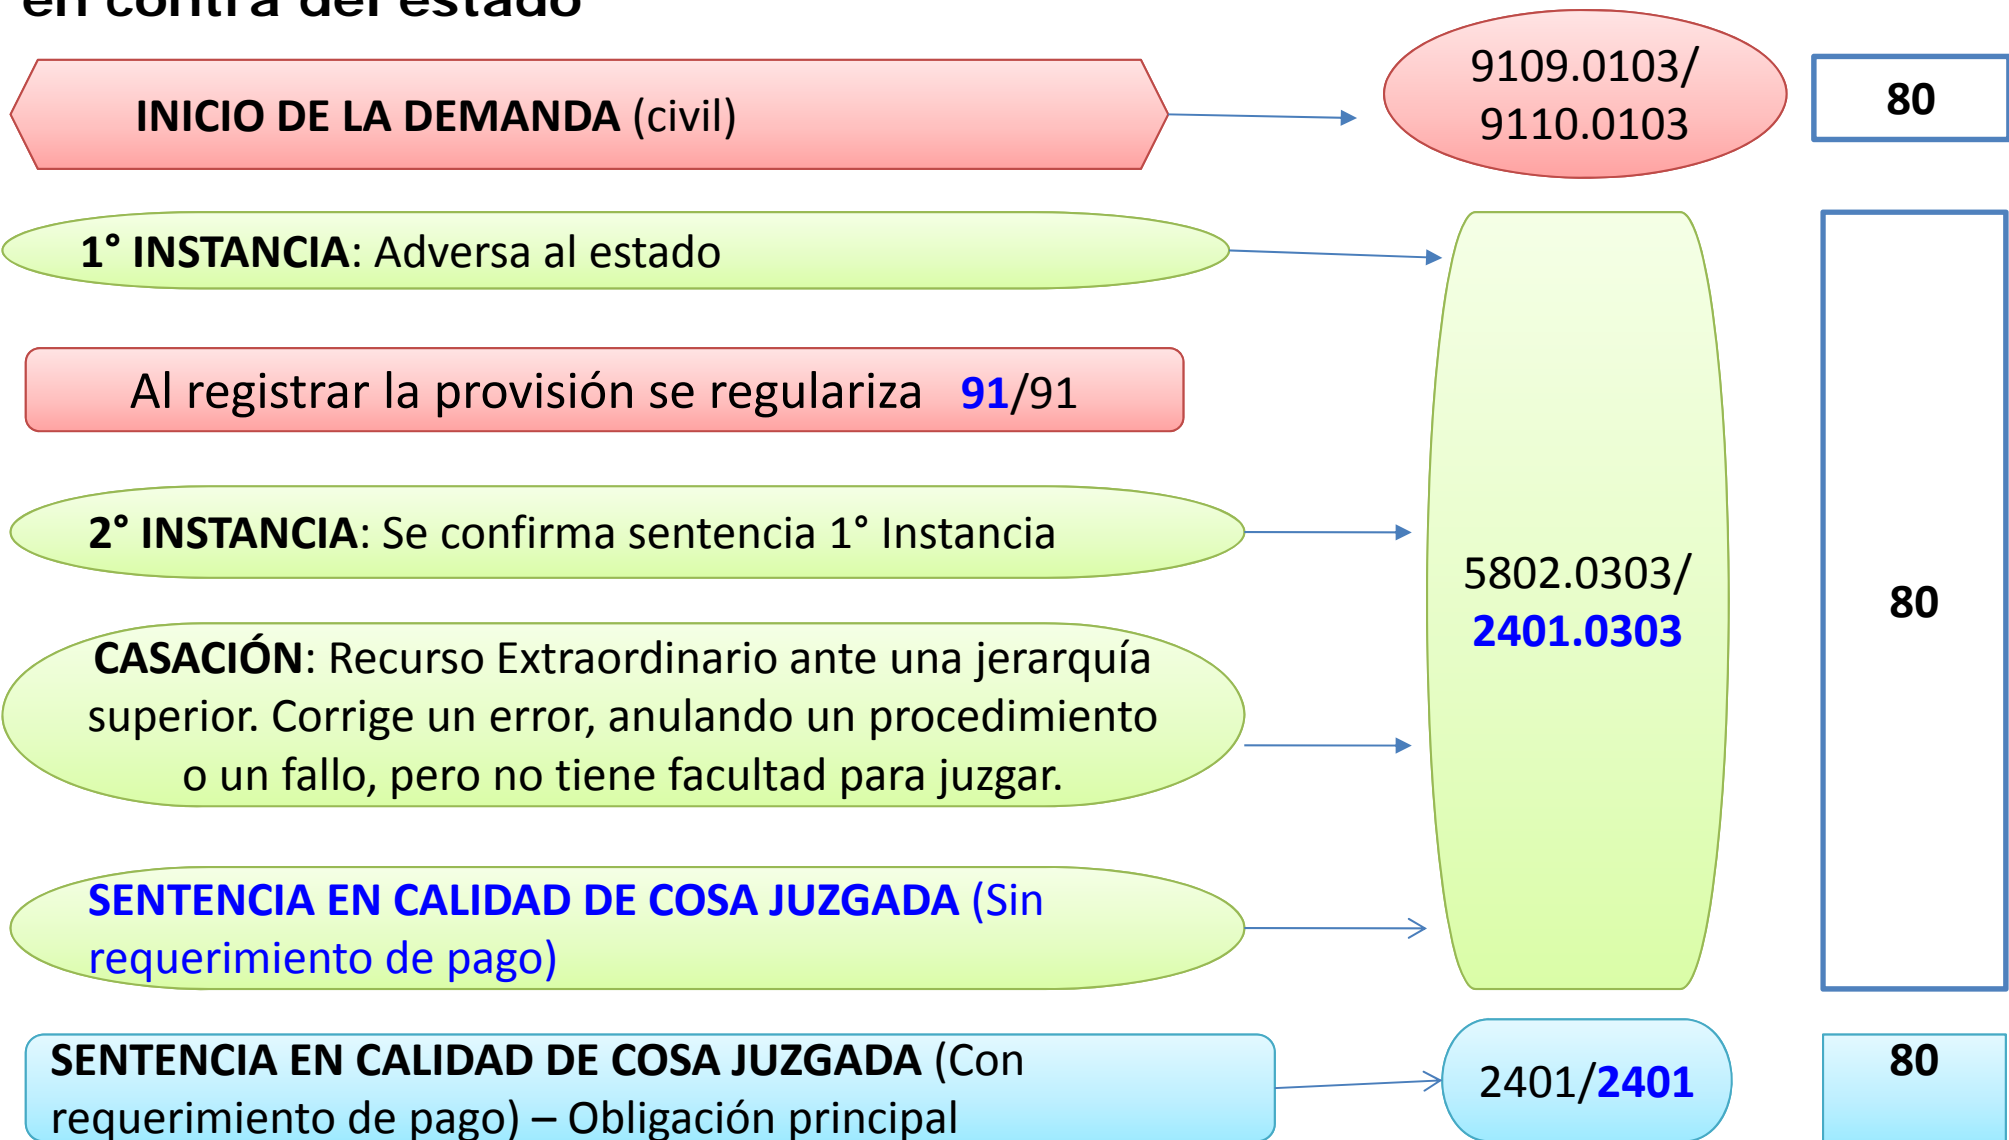 en contra del estado
INICIO DE LA DEMANDA (civil)
9109.0103/
9110.0103
80
1° INSTANCIA: Adversa al estado
Al registrar la provisión se regulariza 91/91
2° INSTANCIA: Se confirma sentencia 1° Instancia
5802.0303/
2401.0303
80
CASACIÓN: Recurso Extraordinario ante una jerarquía
superior. Corrige un error, anulando un procedimiento
o un fallo, pero no tiene facultad para juzgar.
SENTENCIA EN CALIDAD DE COSA JUZGADA (Sin
requerimiento de pago)
SENTENCIA EN CALIDAD DE COSA JUZGADA (Con
requerimiento de pago) – Obligación principal
2401/2401
80